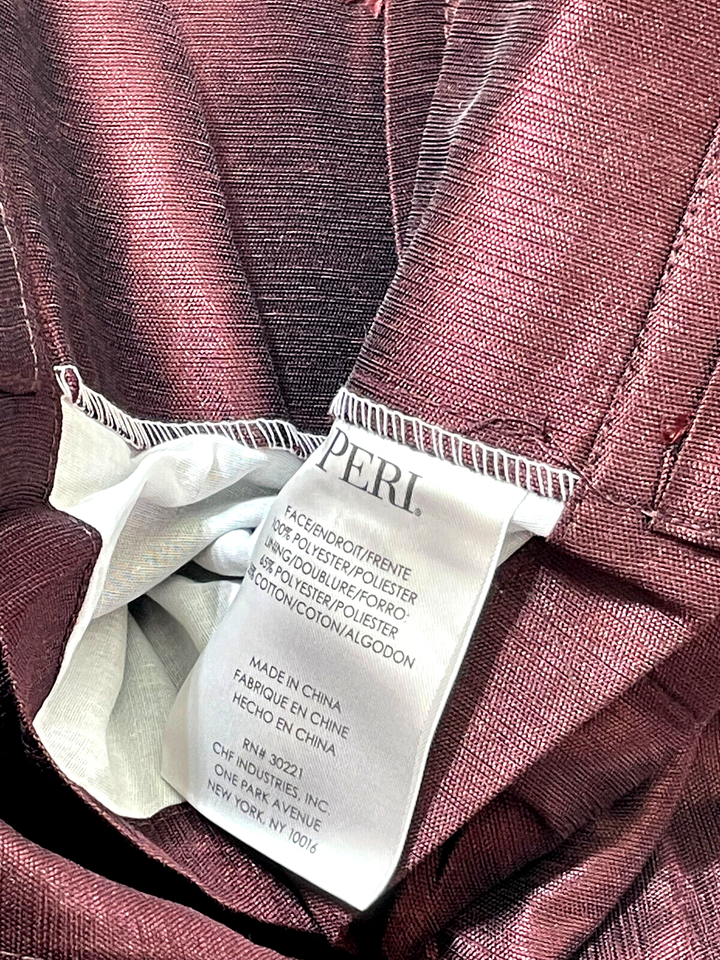 PERI.
FACE/ENDROIT/FRENTE
100% POLYESTER/POLIESTER
LINING/DOUBLURE/FORRO:
65% POLYESTER/POLIESTER
COTTON/COTON/ALGODON
MADE IN CHINA
FABRIQUE EN CHINE
HECHO EN CHINA
RN# 30221
CHF INDUSTRIES, INC
ONE PARK AVENUE
NEW YORK, NY 10016